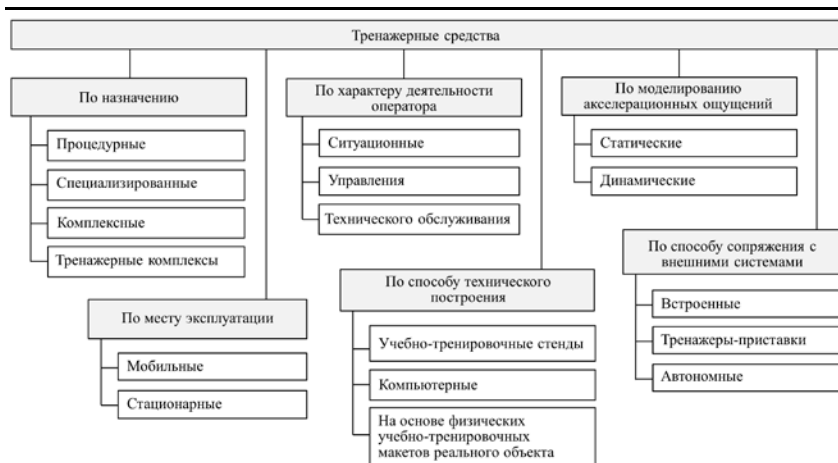 Тренажерные средства
По назначению
Процедурные
Специализированные
Комплексные
Тренажерные комплексы
По месту эксплуатации
Мобильные
Стационарные
По характеру деятельности
оператора
Ситуационные
Управления
Технического обслуживания
По способу технического
построения
Учебно-тренировочные стенды
Компьютерные
На основе физических
учебно-тренировочных
макетов реального объекта
По моделированию
акселерационных ощущений
Статические
Динамические
По способу сопряжения с
внешними системами
Встроенные
Тренажеры-приставки
Автономные